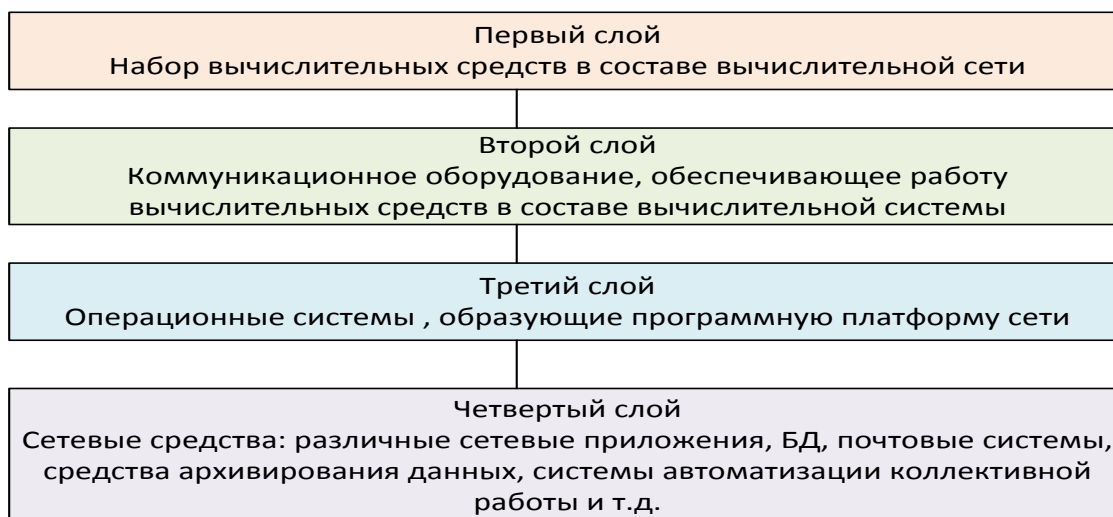 Первый слой
Набор вычислительных средств в составе вычислительной сети
Второй слой
Коммуникационное оборудование, обеспечивающее работу
вычислительных средств в составе вычислительной системы
Третий слой
Операционные системы , образующие программную платформу сети
Четвертый слой
Сетевые средства: различные сетевые приложения, БД, почтовые системы,
средства архивирования данных, системы автоматизации коллективной
работы и т.д.